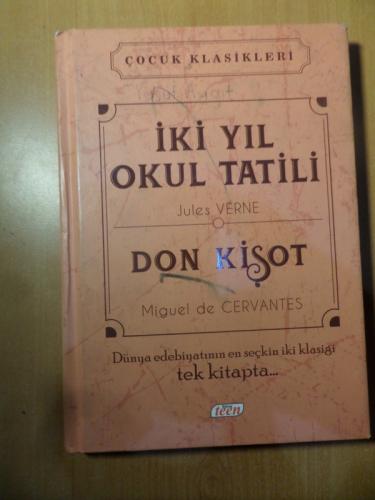 ÇOCUK KLASİKLERİ
İKİ YIL
OKUL TATİLİ
Jules VERNE
DON KİŞOT
Miguel de CERVANTES
Dünya edebiyatının en seçkin iki klasiği
tek kitapta...
teen